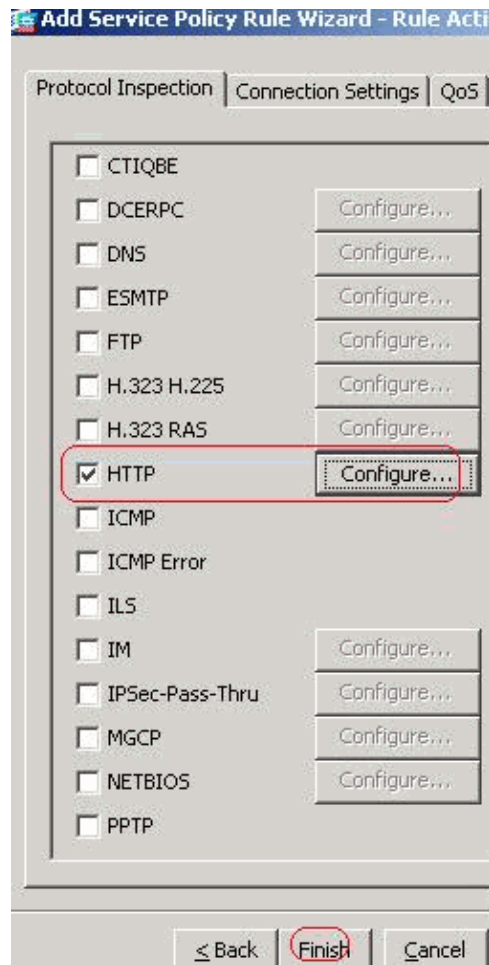 Add Service Policy Rule Wizard - Rule Acti
Protocol Inspection Connection Settings QoS
CTIQBE
DCERPC Configure...
DNS Configure...
ESMTP Configure...
FTP Configure...
H.323 H.225 Configure...
H.323 RAS Configure...
HTTP Configure...
ICMP
ICMP Error
ILS
IM Configure...
IPSec-Pass-Thru Configure...
MGCP Configure...
NETBIOS Configure...
PPTP
< Back Finish Cancel